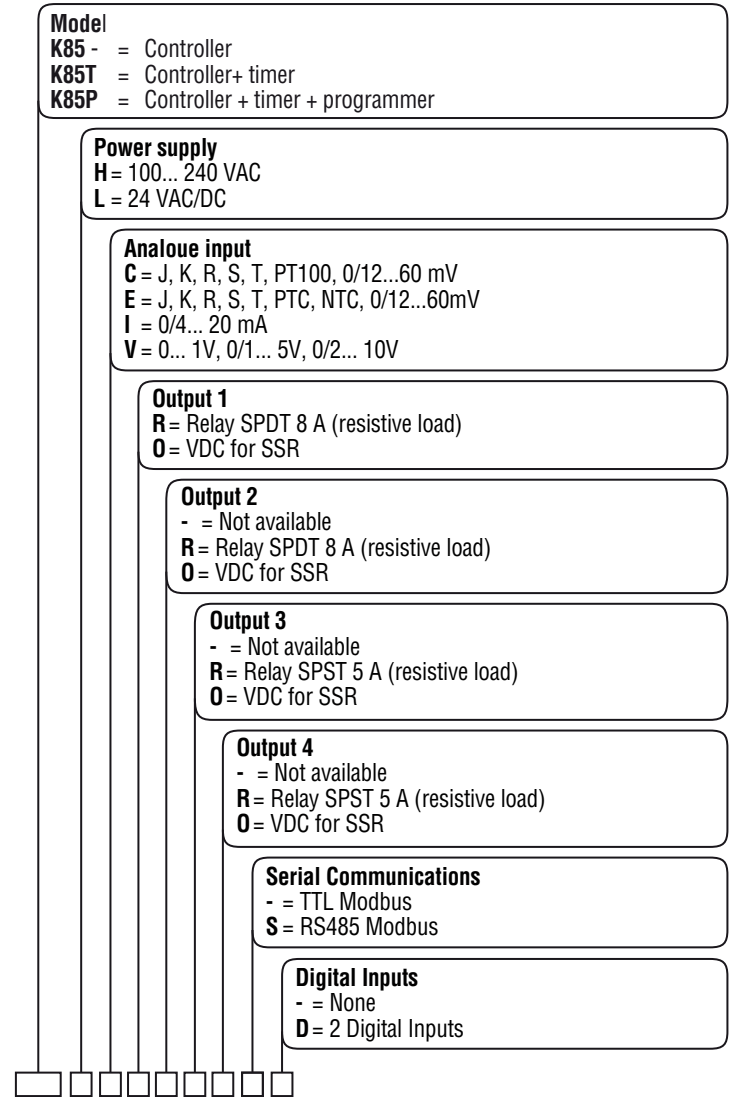 Model
K85 - = Controller
K85T = Controller+ timer
K85P = Controller + timer + programmer
Power supply
H = 100... 240 VAC
L = 24 VAC/DC
Analoue input
C = J, K, R, S, T, PT100, 0/12...60 mV
E = J, K, R, S, T, PTC, NTC, 0/12...60mV
I = 0/4... 20 mA
V = 0... 1V, 0/1... 5V, 0/2... 10V
Output 1
R = Relay SPDT 8 A (resistive load)
O = VDC for SSR
Output 2
- = Not available
R = Relay SPDT 8 A (resistive load)
O = VDC for SSR
Output 3
- = Not available
R = Relay SPST 5 A (resistive load)
O = VDC for SSR
Output 4
- = Not available
R = Relay SPST 5 A (resistive load)
O = VDC for SSR
Serial Communications
- = TTL Modbus
S = RS485 Modbus
Digital Inputs
- = None
D = 2 Digital Inputs